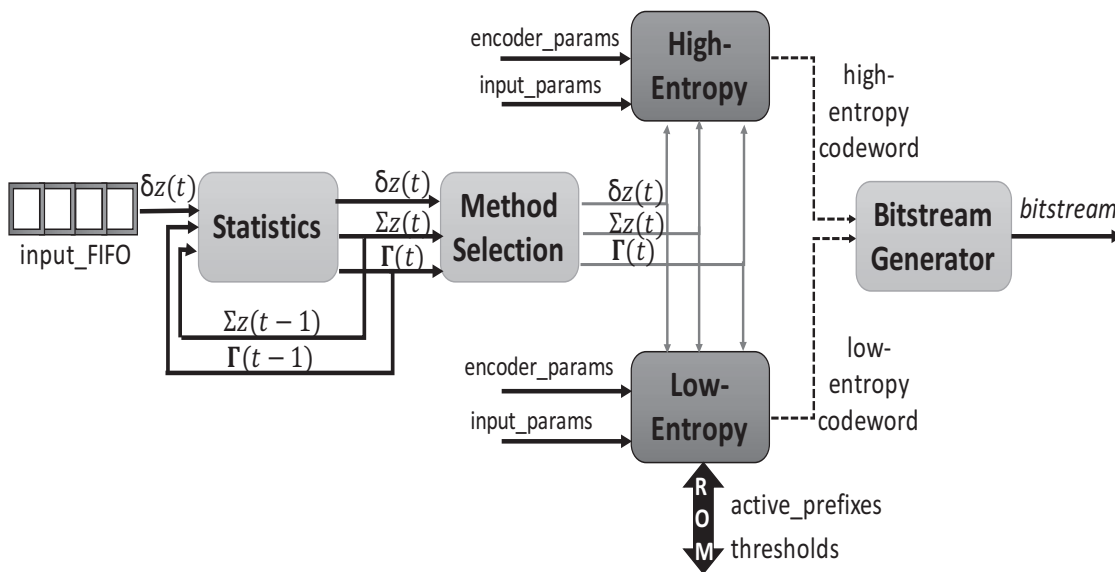 encoder_params
input_params
High-
Entropy
high-
entropy
codeword
δz(t)
input_FIFO
Statistics
δz(t)
Σz(t)
Γ(t)
Σz(t − 1)
Γ(t − 1)
Method
Selection
δz(t)
Σz(t)
Γ(t)
Bitstream
Generator
bitstream
encoder_params
input_params
Low-
Entropy
low-
entropy
codeword
ROM
active_prefixes
thresholds